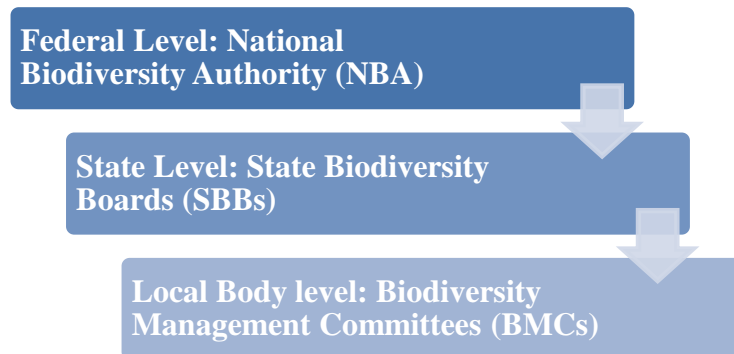 Federal Level: National
Biodiversity Authority (NBA)
State Level: State Biodiversity
Boards (SBBs)
Local Body level: Biodiversity
Management Committees (BMCs)